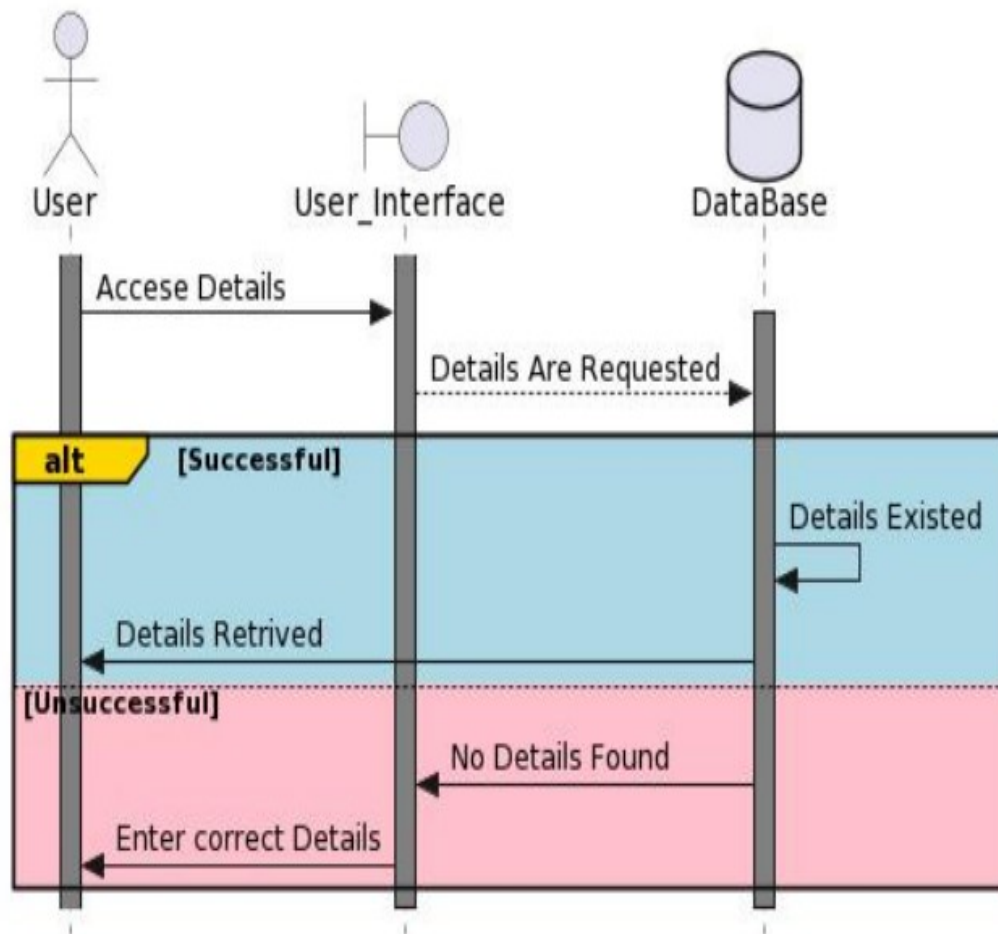 User
User_Interface
DataBase
Accese Details
Details Are Requested
alt
[Successful]
Details Existed
Details Retrived
[Unsuccessful]
No Details Found
Enter correct Details